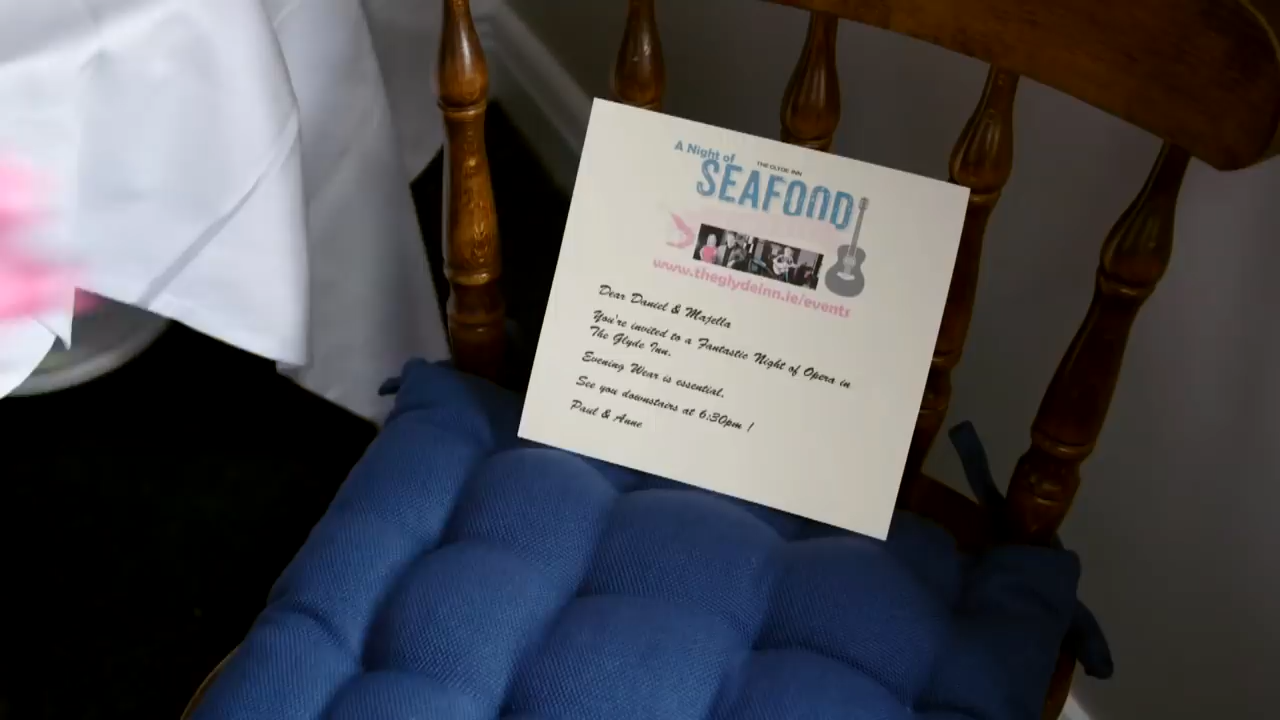 A Night of
THE GLYDE INN
SEAFOOD
www.theglydeinn.ie/events
Dear Daniel & Majella
You're invited to a Fantastic Night of Opera in
The Glyde Inn.
Evening Wear is essential.
See you downstairs at 6:30pm !
Paul & Anne